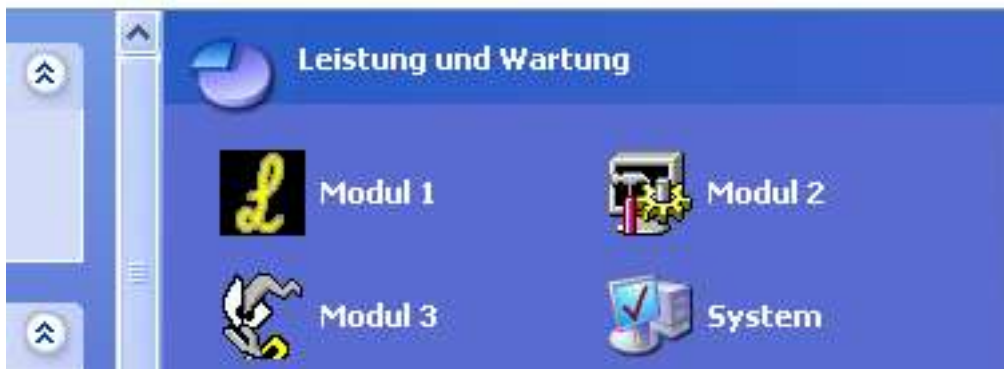 Leistung und Wartung
Modul 1
Modul 2
Modul 3
System